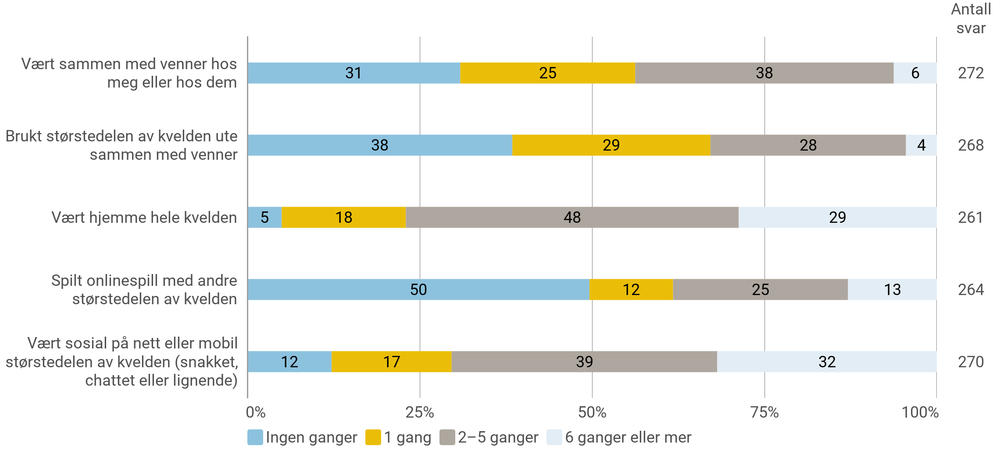 Antall
svar
Vært sammen med venner hos
meg eller hos dem
31 25 38 6 272
Brukt størstedelen av kvelden ute
sammen med venner
38 29 28 4 268
Vært hjemme hele kvelden
5 18 48 29 261
Spilt onlinespill med andre
størstedelen av kvelden
50 12 25 13 264
Vært sosial på nett eller mobil
størstedelen av kvelden (snakket,
chattet eller lignende)
12 17 39 32 270
0% 25% 50% 75% 100%
Ingen ganger 1 gang 2–5 ganger 6 ganger eller mer